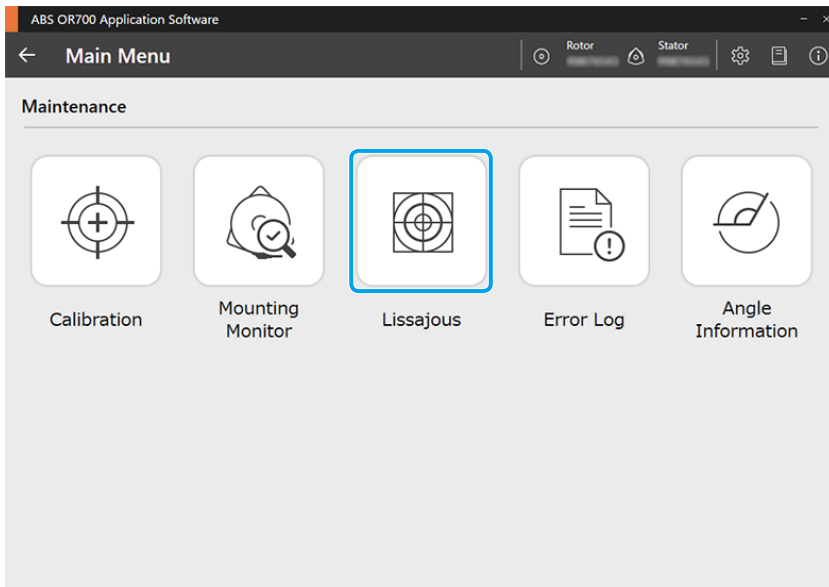 ABS OR700 Application Software
Main Menu
Rotor
Stator
Maintenance
Calibration
Mounting
Monitor
Lissajous
Error Log
Angle
Information